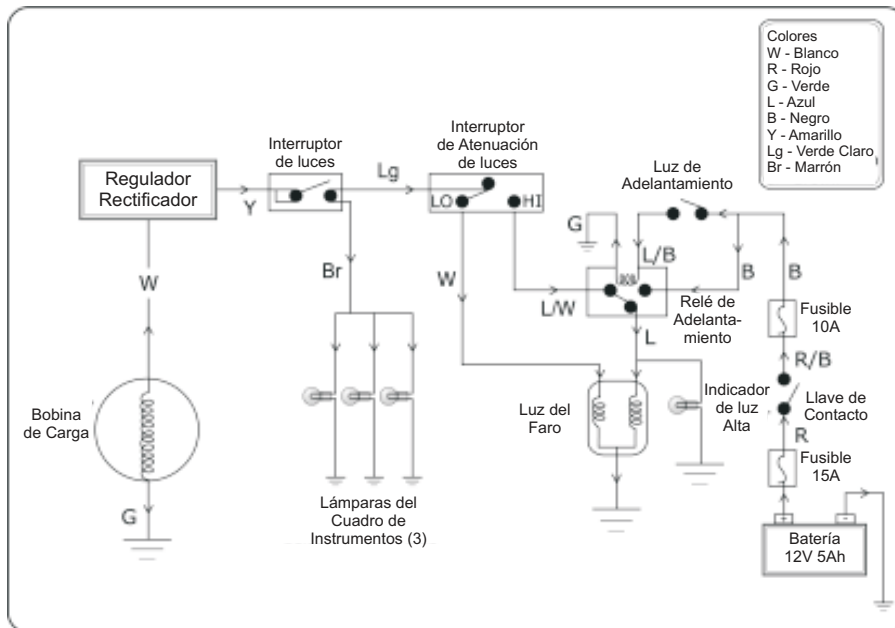 Colores
W - Blanco
R - Rojo
G - Verde
L - Azul
B - Negro
Y - Amarillo
Lg - Verde Claro
Br - Marrón
Interruptor
de luces
Interruptor
de Atenuación
de luces
Luz de
Adelantamiento
Regulador
Rectificador
Y
Lg
LO
HI
G
L/B
B
B
W
Br
W
L/W
Relé de
Adelanta-
miento
L
Fusible
10A
R/B
Bobina
de Carga
Luz del
Faro
Indicador
de luz
Alta
Llave de
Contacto
R
Fusible
15A
G
Lámparas del
Cuadro de
Instrumentos (3)
+
-
Batería
12V 5Ah